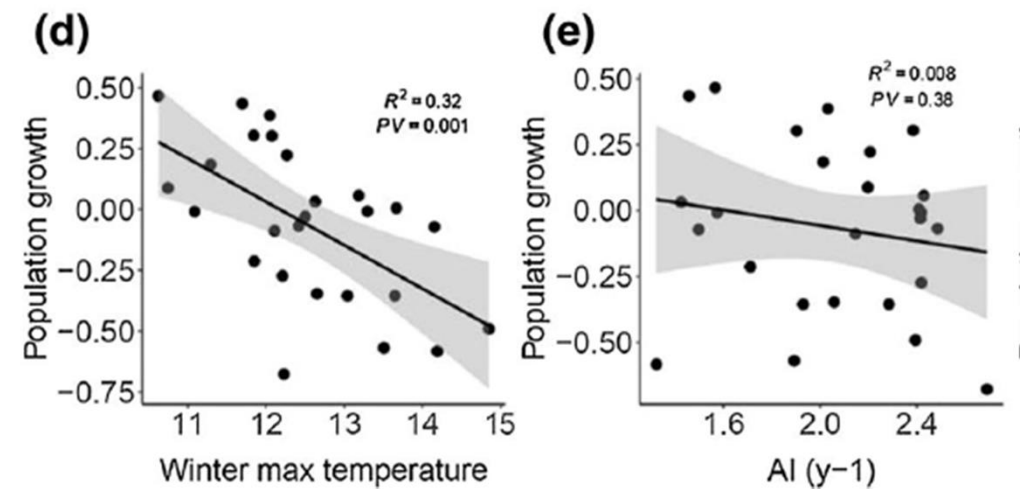 (d)
R² = 0.32
PV = 0.001
Population growth
0.50
0.25
0.00
−0.25
−0.50
−0.75
11 12 13 14 15
Winter max temperature
(e)
R² = 0.008
PV = 0.38
Population growth
0.50
0.25
0.00
−0.25
−0.50
1.6 2.0 2.4
AI (y−1)